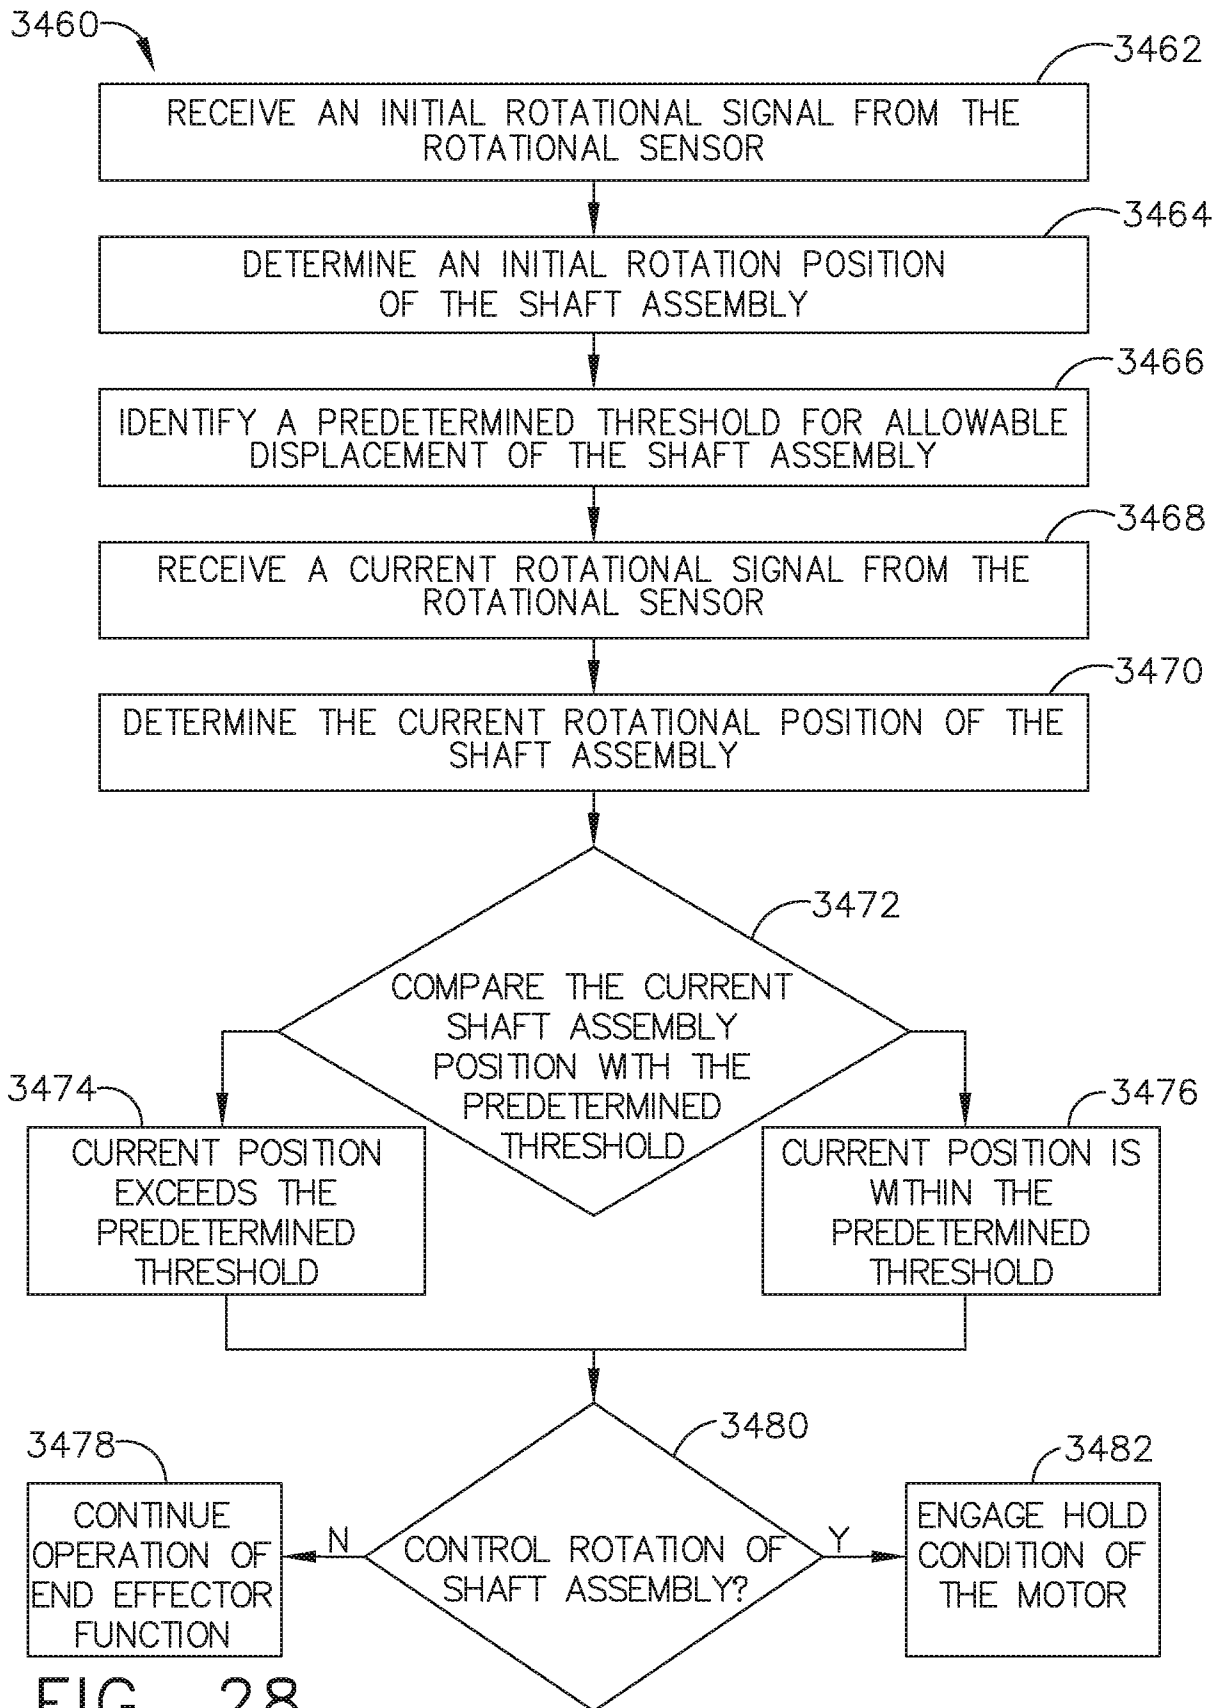 3460
3462
RECEIVE AN INITIAL ROTATIONAL SIGNAL FROM THE
ROTATIONAL SENSOR
3464
DETERMINE AN INITIAL ROTATION POSITION
OF THE SHAFT ASSEMBLY
3466
IDENTIFY A PREDETERMINED THRESHOLD FOR ALLOWABLE
DISPLACEMENT OF THE SHAFT ASSEMBLY
3468
RECEIVE A CURRENT ROTATIONAL SIGNAL FROM THE
ROTATIONAL SENSOR
3470
DETERMINE THE CURRENT ROTATIONAL POSITION OF THE
SHAFT ASSEMBLY
3472
COMPARE THE CURRENT
SHAFT ASSEMBLY
POSITION WITH THE
PREDETERMINED
THRESHOLD
3474
CURRENT POSITION
EXCEEDS THE
PREDETERMINED
THRESHOLD
3476
CURRENT POSITION IS
WITHIN THE
PREDETERMINED
THRESHOLD
3478
CONTINUE
OPERATION OF
END EFFECTOR
FUNCTION
N
3480
CONTROL ROTATION OF
SHAFT ASSEMBLY?
Y
3482
ENGAGE HOLD
CONDITION OF
THE MOTOR
FIG. 28